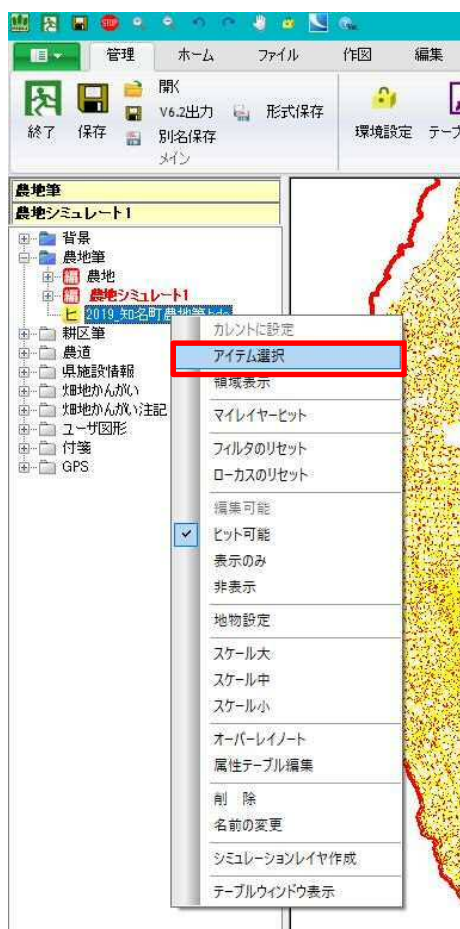 管理 ホーム ファイル 作図 編集
終了 保存 開く V6.2出力 別名保存 形式保存 環境設定
メイン
農地筆
農地シミュレート1
背景
農地筆
農地
農地シミュレート1
2019_知名町農地筆
耕区筆
農道
県施設情報
畑地かんがい
畑地かんがい注記
ユーザ図形
付箋
GPS
カレントに設定
アイテム選択
領域表示
マイレイヤーヒット
フィルタのリセット
ローカスのリセット
編集可能
ヒット可能
表示のみ
非表示
地物設定
スケール大
スケール中
スケール小
オーバーレイノート
属性テーブル編集
削 除
名前の変更
シミュレーションレイヤ作成
テーブルウィンドウ表示